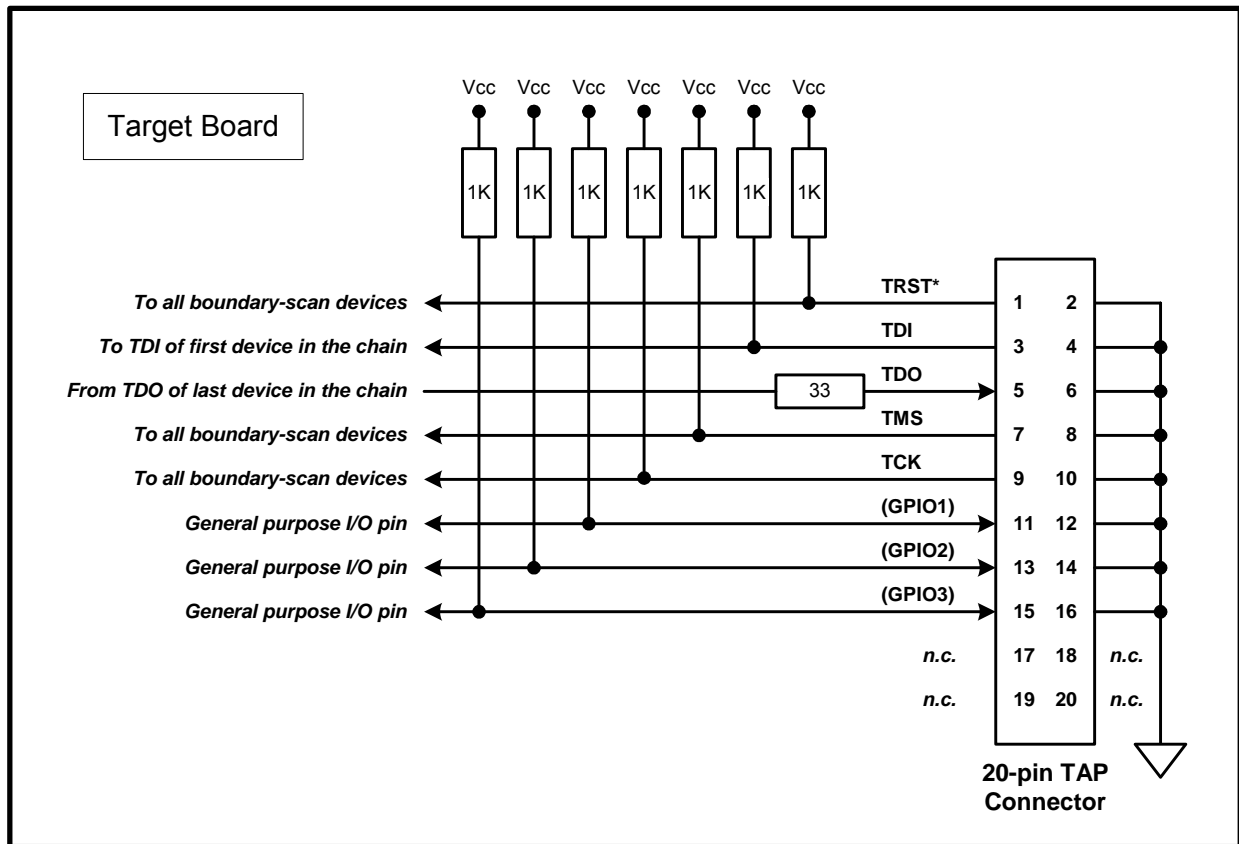 Target Board
Vcc Vcc Vcc Vcc Vcc Vcc Vcc
1K 1K 1K 1K 1K 1K 1K
To all boundary-scan devices TRST* 1 2
To TDI of first device in the chain TDI 3 4
From TDO of last device in the chain 33 TDO 5 6
To all boundary-scan devices TMS 7 8
To all boundary-scan devices TCK 9 10
General purpose I/O pin (GPIO1) 11 12
General purpose I/O pin (GPIO2) 13 14
General purpose I/O pin (GPIO3) 15 16
n.c. 17 18 n.c.
n.c. 19 20 n.c.
20-pin TAP
Connector